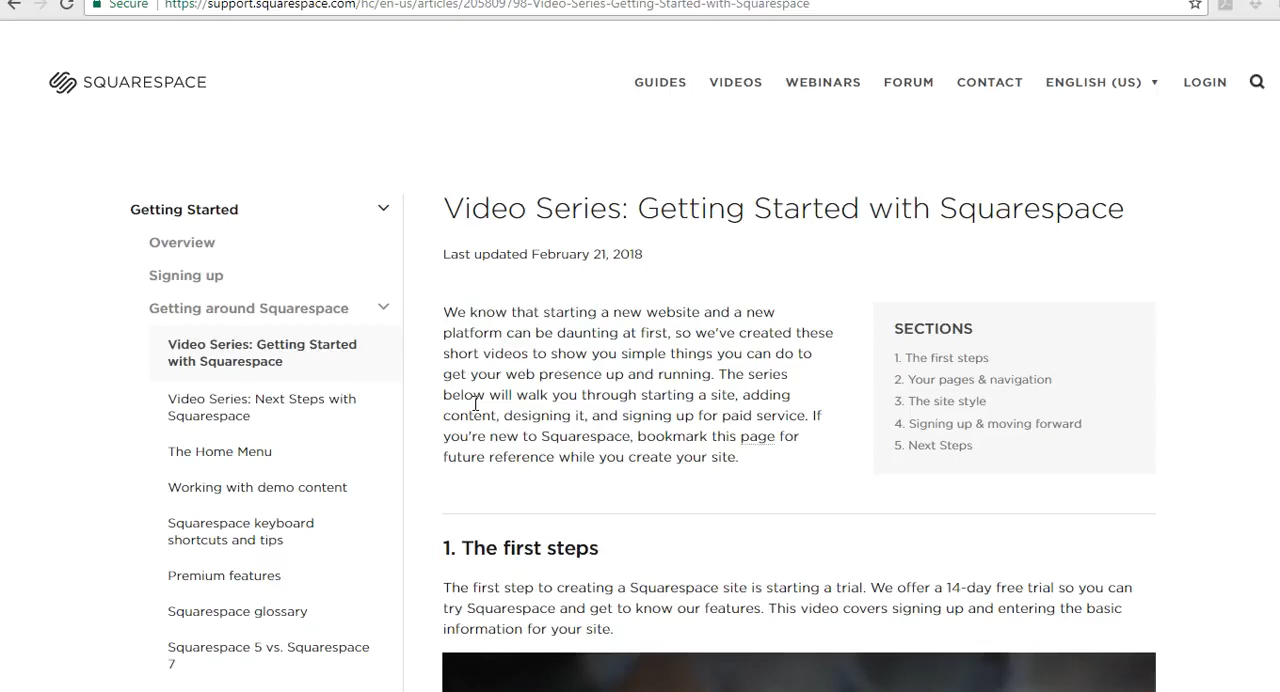 Secure | https://support.squarespace.com/hc/en-us/articles/205809798-Video-Series-Getting-Started-with-Squarespace
SQUARESPACE
GUIDES VIDEOS WEBINARS FORUM CONTACT ENGLISH (US) ▼ LOGIN
Getting Started
Overview
Signing up
Getting around Squarespace
Video Series: Getting Started
with Squarespace
Video Series: Next Steps with
Squarespace
The Home Menu
Working with demo content
Squarespace keyboard
shortcuts and tips
Premium features
Squarespace glossary
Squarespace 5 vs. Squarespace
7
Video Series: Getting Started with Squarespace
Last updated February 21, 2018
We know that starting a new website and a new
platform can be daunting at first, so we've created these
short videos to show you simple things you can do to
get your web presence up and running. The series
below will walk you through starting a site, adding
content, designing it, and signing up for paid service. If
you're new to Squarespace, bookmark this page for
future reference while you create your site.
SECTIONS
1. The first steps
2. Your pages & navigation
3. The site style
4. Signing up & moving forward
5. Next Steps
1. The first steps
The first step to creating a Squarespace site is starting a trial. We offer a 14-day free trial so you can
try Squarespace and get to know our features. This video covers signing up and entering the basic
information for your site.